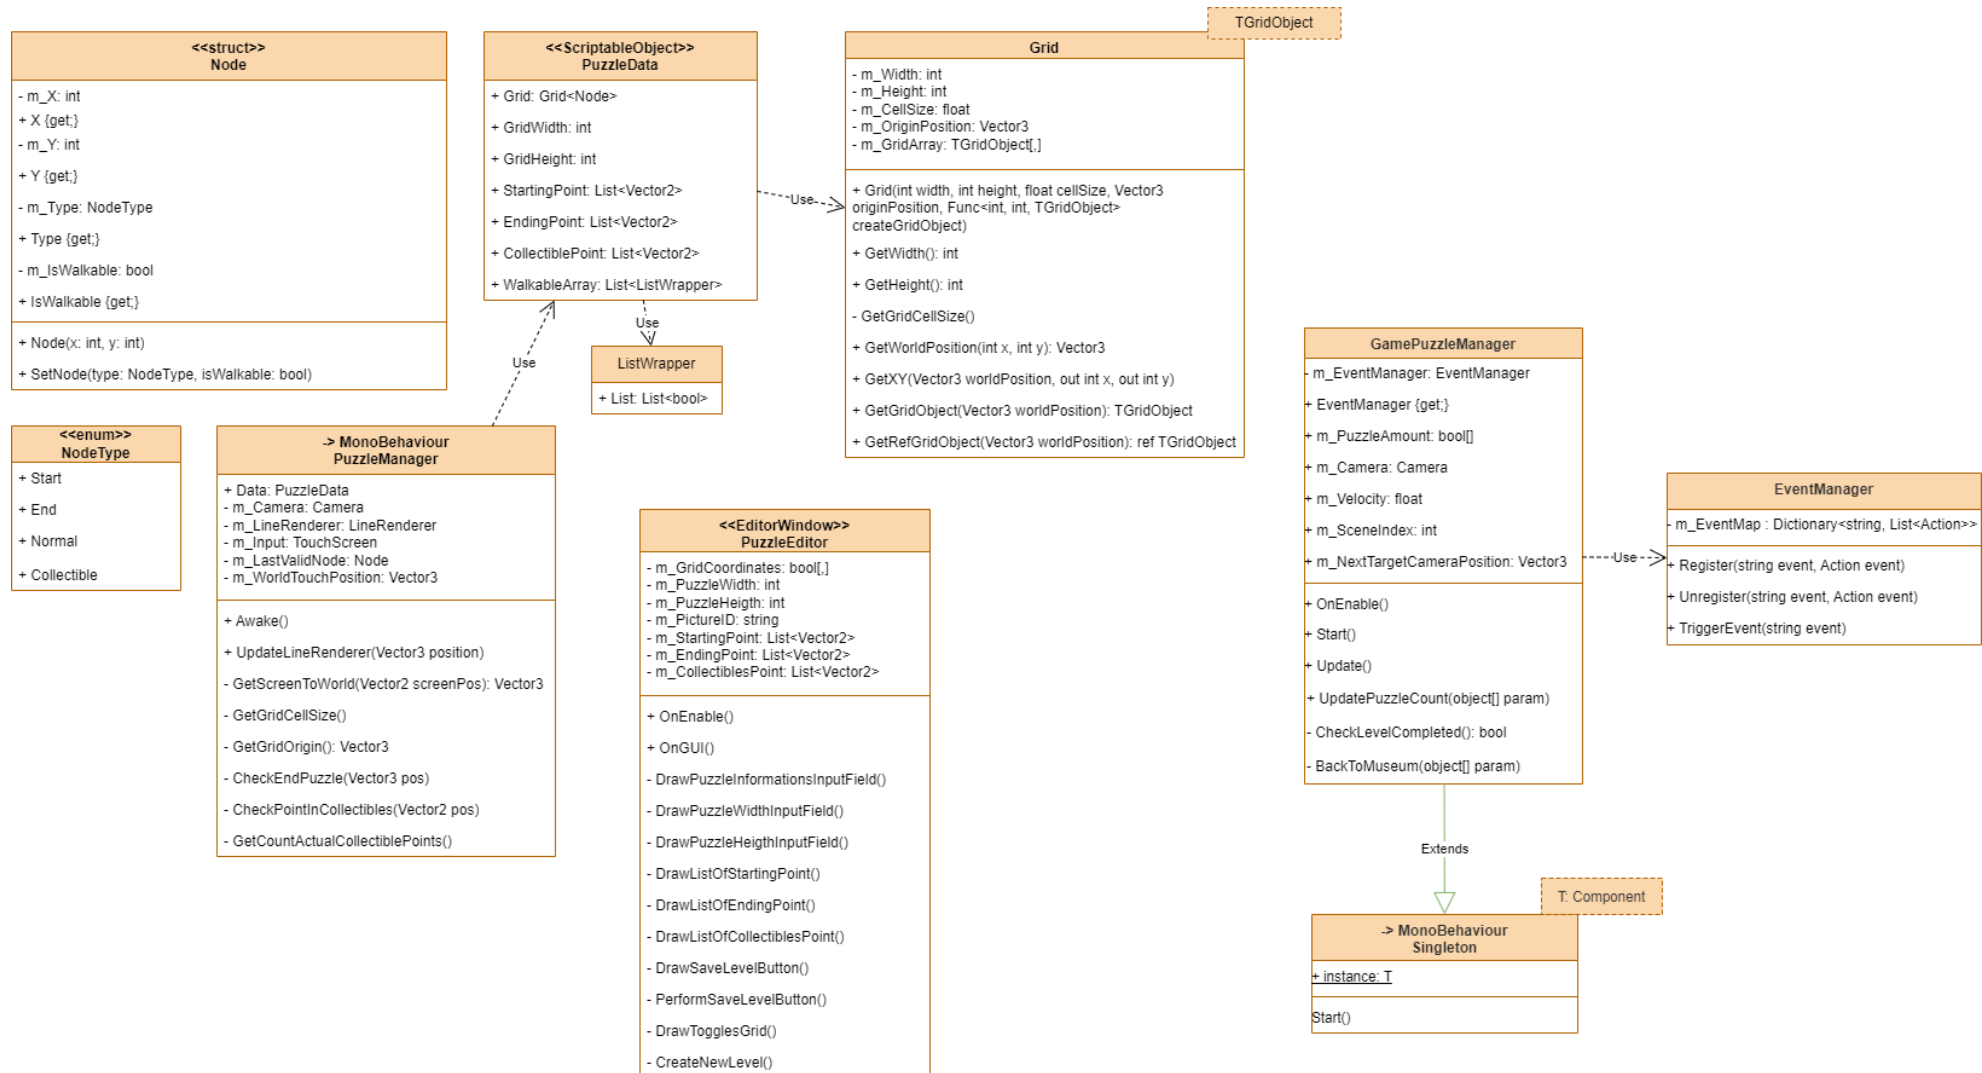 <<struct>>
Node
- m_X: int
+ X {get;}
- m_Y: int
+ Y {get;}
- m_Type: NodeType
+ Type {get;}
- m_IsWalkable: bool
+ IsWalkable {get;}
+ Node(x: int, y: int)
+ SetNode(type: NodeType, isWalkable: bool)
<<ScriptableObject>>
PuzzleData
+ Grid: Grid<Node>
+ GridWidth: int
+ GridHeight: int
+ StartingPoint: List<Vector2>
+ EndingPoint: List<Vector2>
+ CollectiblePoint: List<Vector2>
+ WalkableArray: List<ListWrapper>
Use
TGridObject
Grid
- m_Width: int
- m_Height: int
- m_CellSize: float
- m_OriginPosition: Vector3
- m_GridArray: TGridObject[,]
+ Grid(int width, int height, float cellSize, Vector3
originPosition, Func<int, int, TGridObject>
createGridObject)
+ GetWidth(): int
+ GetHeight(): int
- GetGridCellSize()
+ GetWorldPosition(int x, int y): Vector3
+ GetXY(Vector3 worldPosition, out int x, out int y)
+ GetGridObject(Vector3 worldPosition): TGridObject
+ GetRefGridObject(Vector3 worldPosition): ref TGridObject
Use
Use
ListWrapper
+ List: List<bool>
<<enum>>
NodeType
+ Start
+ End
+ Normal
+ Collectible
-> MonoBehaviour
PuzzleManager
+ Data: PuzzleData
- m_Camera: Camera
- m_LineRenderer: LineRenderer
- m_Input: TouchScreen
- m_LastValidNode: Node
- m_WorldTouchPosition: Vector3
+ Awake()
+ UpdateLineRenderer(Vector3 position)
- GetScreenToWorld(Vector2 screenPos): Vector3
- GetGridCellSize()
- GetGridOrigin(): Vector3
- CheckEndPuzzle(Vector3 pos)
- CheckPointInCollectibles(Vector2 pos)
- GetCountActualCollectiblePoints()
<<EditorWindow>>
PuzzleEditor
- m_GridCoordinates: bool[,]
- m_PuzzleWidth: int
- m_PuzzleHeigth: int
- m_PictureID: string
- m_StartingPoint: List<Vector2>
- m_EndingPoint: List<Vector2>
- m_CollectiblesPoint: List<Vector2>
+ OnEnable()
+ OnGUI()
- DrawPuzzleInformationsInputField()
- DrawPuzzleWidthInputField()
- DrawPuzzleHeigthInputField()
- DrawListOfStartingPoint()
- DrawListOfEndingPoint()
- DrawListOfCollectiblesPoint()
- DrawSaveLevelButton()
- PerformSaveLevelButton()
- DrawTogglesGrid()
- CreateNewLevel()
GamePuzzleManager
- m_EventManager: EventManager
+ EventManager {get;}
+ m_PuzzleAmount: bool[]
+ m_Camera: Camera
+ m_Velocity: float
+ m_SceneIndex: int
+ m_NextTargetCameraPosition: Vector3
+ OnEnable()
+ Start()
+ Update()
+ UpdatePuzzleCount(object[] param)
- CheckLevelCompleted(): bool
- BackToMuseum(object[] param)
Use
EventManager
- m_EventMap : Dictionary<string, List<Action>>
+ Register(string event, Action event)
+ Unregister(string event, Action event)
+ TriggerEvent(string event)
Extends
T: Component
-> MonoBehaviour
Singleton
+ instance: T
Start()